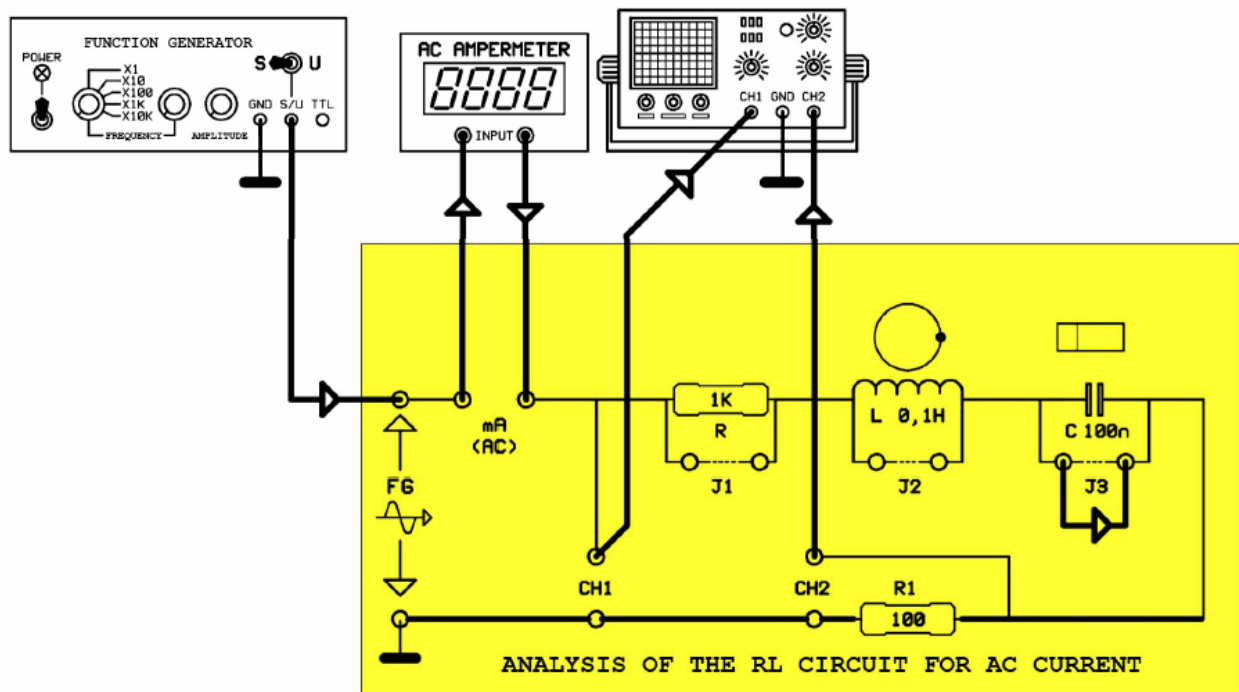 FUNCTION GENERATOR
POWER
S U
X1
X10
X100
X1K
X10K
GND S/U TTL
FREQUENCY
AMPLITUDE
AC AMPERMETER
8888
INPUT
CH1 GND CH2
mA
(AC)
1K
R
J1
L 0,1H
J2
C 100n
J3
FG
CH1
CH2
R1
100
ANALYSIS OF THE RL CIRCUIT FOR AC CURRENT